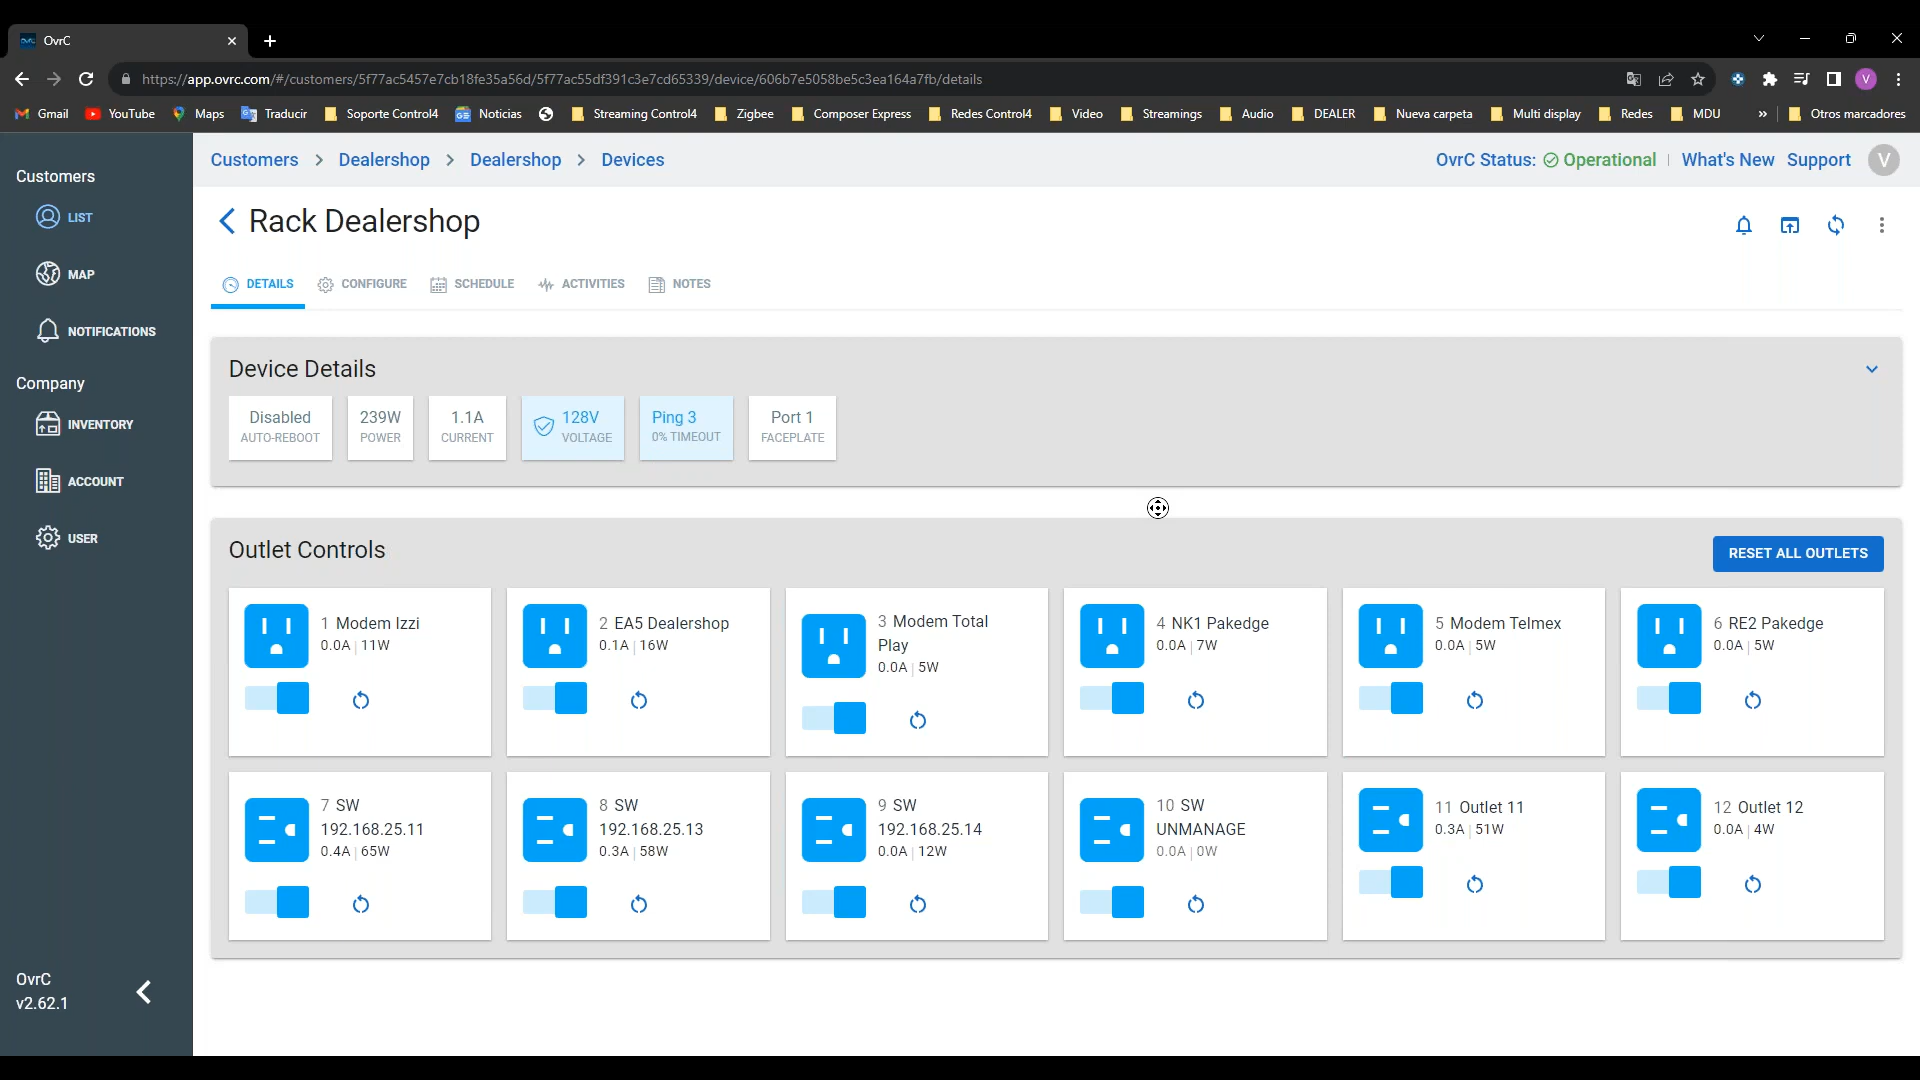 OvrC
https://app.ovrc.com/#/customers/5f77ac5457e7cb18fe35a56d/5f77ac55df391c3e7cd65339/device/606b7e5058be5c3ea164a7fb/details
V
Gmail YouTube Maps Traducir Soporte Control4 Noticias Streaming Control4 Zigbee Composer Express Redes Control4 Video Streamings Audio DEALER Nueva carpeta Multi display Redes MDU » Otros marcadores
Customers
LIST
MAP
NOTIFICATIONS
Company
INVENTORY
ACCOUNT
USER
OvrC
v2.62.1
Customers > Dealershop > Dealershop > Devices
OvrC Status: Operational | What's New Support V
Rack Dealershop
DETAILS CONFIGURE SCHEDULE ACTIVITIES NOTES
Device Details
Disabled
AUTO-REBOOT
239W
POWER
1.1A
CURRENT
128V
VOLTAGE
Ping 3
0% TIMEOUT
Port 1
FACEPLATE
Outlet Controls
RESET ALL OUTLETS
1 Modem Izzi
0.0A | 11W
2 EA5 Dealershop
0.1A | 16W
3 Modem Total
Play
0.0A | 5W
4 NK1 Pakedge
0.0A | 7W
5 Modem Telmex
0.0A | 5W
6 RE2 Pakedge
0.0A | 5W
7 SW
192.168.25.11
0.4A | 65W
8 SW
192.168.25.13
0.3A | 58W
9 SW
192.168.25.14
0.0A | 12W
10 SW
UNMANAGE
0.0A | 0W
11 Outlet 11
0.3A | 51W
12 Outlet 12
0.0A | 4W